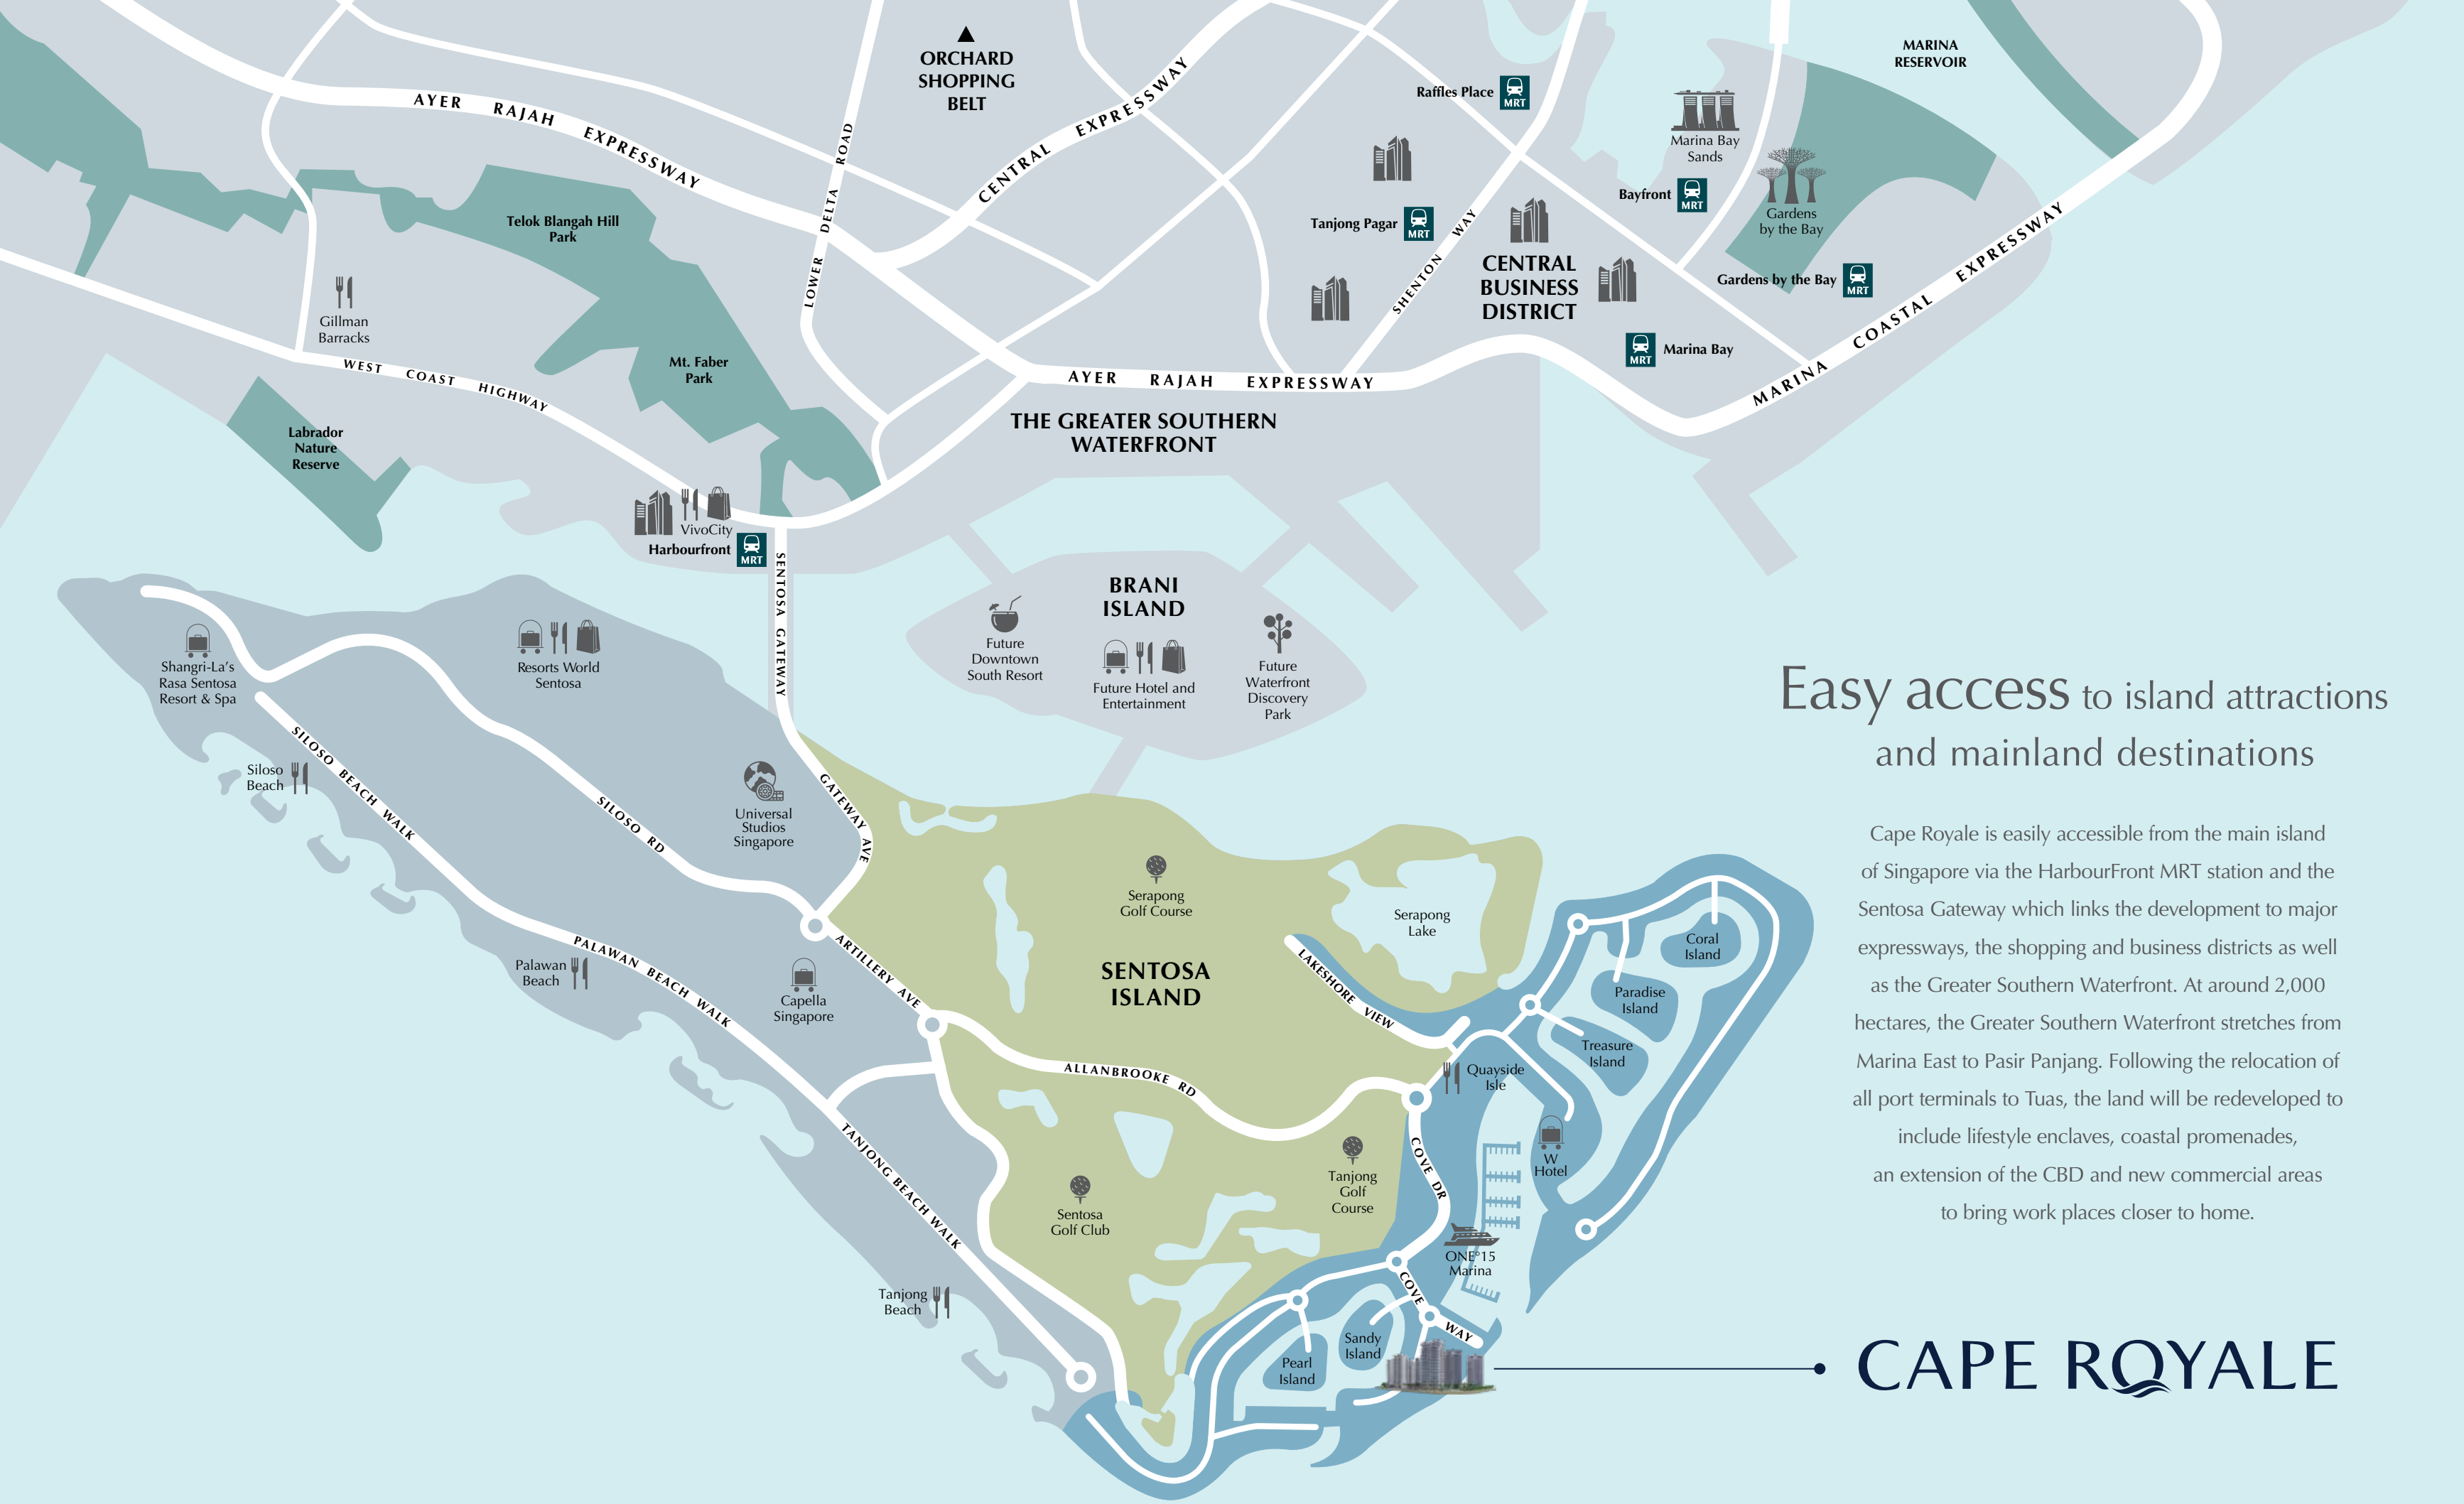 ORCHARD
SHOPPING
BELT
MARINA
RESERVOIR
AYER RAJAH EXPRESSWAY
CENTRAL EXPRESSWAY
LOWER DELTA ROAD
Raffles Place
MRT
Marina Bay
Sands
Bayfront
MRT
Gardens
by the Bay
Tanjong Pagar
MRT
SHENTON WAY
CENTRAL
BUSINESS
DISTRICT
Gardens by the Bay
MRT
MRT
Marina Bay
MARINA COASTAL EXPRESSWAY
Telok Blangah Hill
Park
Gillman
Barracks
Mt. Faber
Park
WEST COAST HIGHWAY
AYER RAJAH EXPRESSWAY
THE GREATER SOUTHERN
WATERFRONT
Labrador
Nature
Reserve
VivoCity
Harbourfront
MRT
SENTOSA GATEWAY
BRANI
ISLAND
Future
Downtown
South Resort
Future Hotel and
Entertainment
Future
Waterfront
Discovery
Park
Shangri-La's
Rasa Sentosa
Resort & Spa
Resorts World
Sentosa
Siloso
Beach
SILOSO BEACH WALK
SILOSO RD
Universal
Studios
Singapore
GATEWAY AVE
Serapong
Golf Course
Serapong
Lake
SENTOSA
ISLAND
Palawan
Beach
PALAWAN BEACH WALK
Capella
Singapore
ARTILLERY AVE
LAKESHORE VIEW
ALLANBROOKE RD
Coral
Island
Paradise
Island
Treasure
Island
Quayside
Isle
W
Hotel
COVE DR
Tanjong
Golf
Course
Sentosa
Golf Club
TANJONG BEACH WALK
Tanjong
Beach
ONE°15
Marina
COVE WAY
Sandy
Island
Pearl
Island
Easy access to island attractions
and mainland destinations
Cape Royale is easily accessible from the main island
of Singapore via the HarbourFront MRT station and the
Sentosa Gateway which links the development to major
expressways, the shopping and business districts as well
as the Greater Southern Waterfront. At around 2,000
hectares, the Greater Southern Waterfront stretches from
Marina East to Pasir Panjang. Following the relocation of
all port terminals to Tuas, the land will be redeveloped to
include lifestyle enclaves, coastal promenades,
an extension of the CBD and new commercial areas
to bring work places closer to home.
CAPE ROYALE